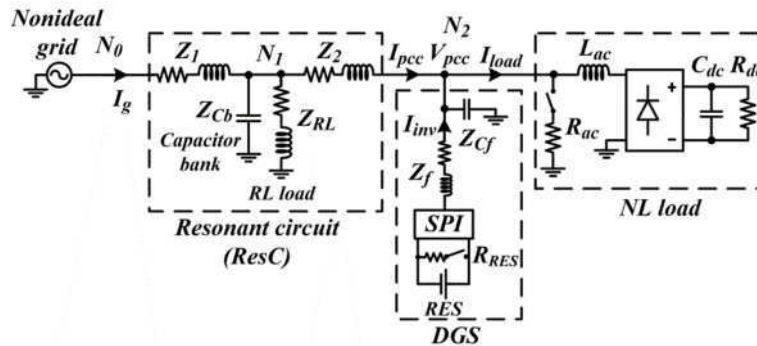 Nonideal
grid
N0
Ig
Z1
N1
Z2
ZCb
Capacitor
bank
ZRL
RL load
Resonant circuit
(ResC)
Ipcc
N2
Vpcc
Iload
Iinv
ZCf
Zf
SPI
RRES
RES
DGS
Lac
Rac
Cdc
+
-
NL load